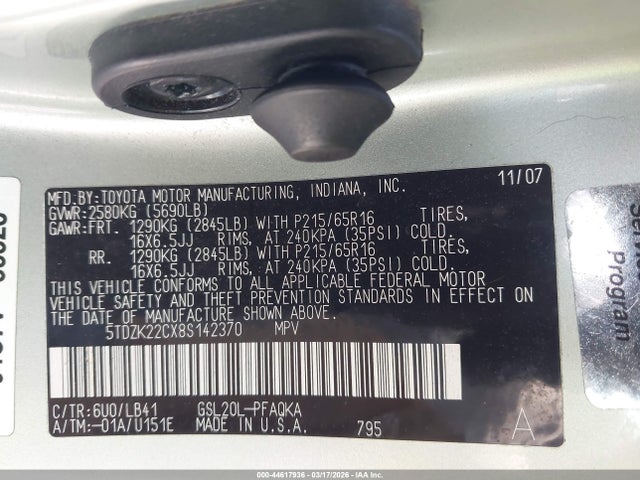 11/07
MFD.BY:TOYOTA MOTOR MANUFACTURING, INDIANA, INC.
GVWR:2580KG (5690LB)
GAWR:FRT. 1290KG (2845LB) WITH P215/65R16 TIRES,
16X6.5JJ RIMS, AT 240KPA (35PSI) COLD.
RR. 1290KG (2845LB) WITH P215/65R16 TIRES,
16X6.5JJ RIMS, AT 240KPA (35PSI) COLD.
THIS VEHICLE CONFORMS TO ALL APPLICABLE FEDERAL MOTOR
VEHICLE SAFETY AND THEFT PREVENTION STANDARDS IN EFFECT ON
THE DATE OF MANUFACTURE SHOWN ABOVE.
5TDZK22CX8S142370 MPV
C/TR:6U0/LB41 GSL20L-PFAQKA
A/TM:-01A/U151E MADE IN U.S.A. 795 A
Program
000-44617936 - 03/17/2026 - IAA HOLDINGS, LLC